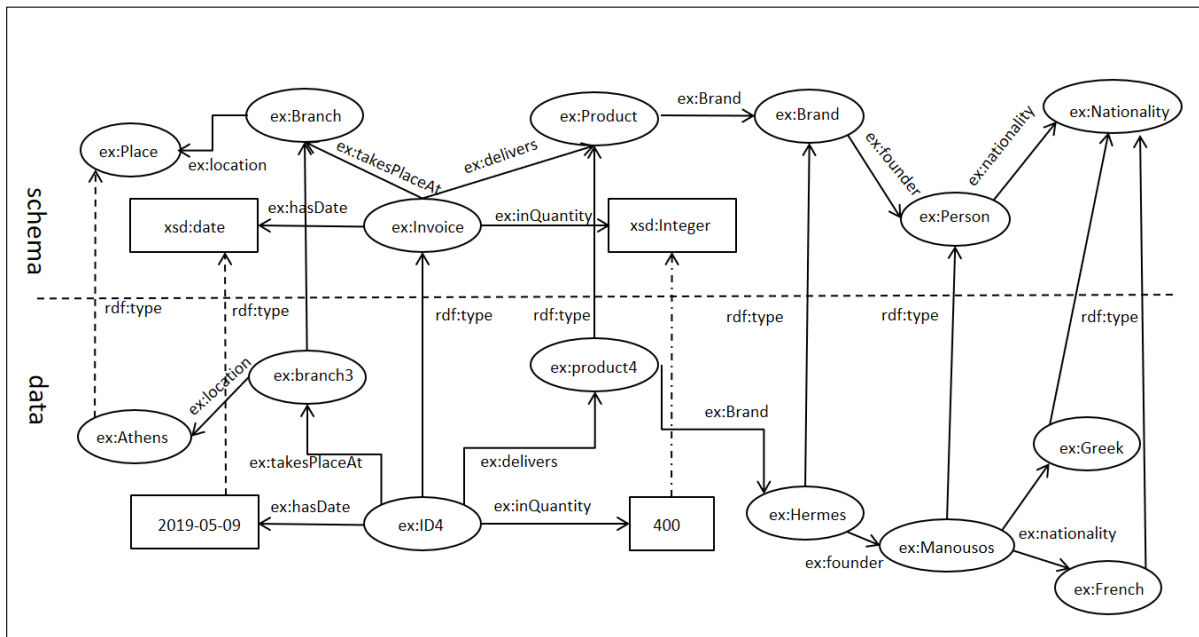 ex:Brand
ex:Nationality
ex:Branch
ex:Product
ex:Brand
ex:Place
ex:location
ex:takesPlaceAt
ex:delivers
ex:founder
ex:nationality
schema
xsd:date
ex:hasDate
ex:Invoice
ex:inQuantity
xsd:Integer
ex:Person
rdf:type
rdf:type
rdf:type
rdf:type
rdf:type
rdf:type
rdf:type
data
ex:location
ex:branch3
ex:product4
ex:Brand
ex:Athens
ex:takesPlaceAt
ex:delivers
ex:Greek
2019-05-09
ex:hasDate
ex:ID4
ex:inQuantity
400
ex:Hermes
ex:founder
ex:Manousos
ex:nationality
ex:French